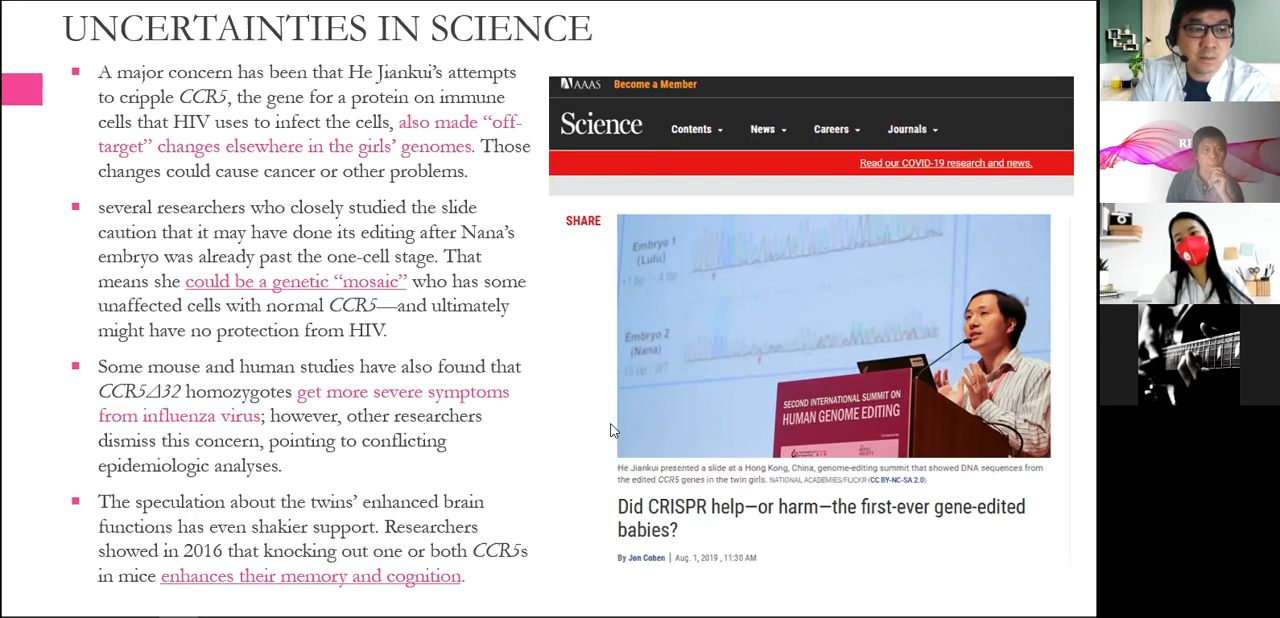 UNCERTAINTIES IN SCIENCE
A major concern has been that He Jiankui's attempts
to cripple CCR5, the gene for a protein on immune
cells that HIV uses to infect the cells, also made "off-
target" changes elsewhere in the girls' genomes. Those
changes could cause cancer or other problems.
several researchers who closely studied the slide
caution that it may have done its editing after Nana's
embryo was already past the one-cell stage. That
means she could be a genetic "mosaic" who has some
unaffected cells with normal CCR5—and ultimately
might have no protection from HIV.
Some mouse and human studies have also found that
CCR5Δ32 homozygotes get more severe symptoms
from influenza virus; however, other researchers
dismiss this concern, pointing to conflicting
epidemiologic analyses.
The speculation about the twins' enhanced brain
functions has even shakier support. Researchers
showed in 2016 that knocking out one or both CCR5s
in mice enhances their memory and cognition.
AAAS Become a Member
Science Contents News Careers Journals
Read our COVID-19 research and news.
SHARE
Embryo 1
(Lulu)
Embryo 2
(Nana)
SECOND INTERNATIONAL SUMMIT ON
HUMAN GENOME EDITING
He Jiankui presented a slide at a Hong Kong, China, genome-editing summit that showed DNA sequences from
the edited CCR5 genes in the twin girls. NATIONAL ACADEMIES/FLICKR (CC BY-NC-SA 2.0)
Did CRISPR help—or harm—the first-ever gene-edited
babies?
By Jon Cohen | Aug. 1, 2019 , 11:30 AM